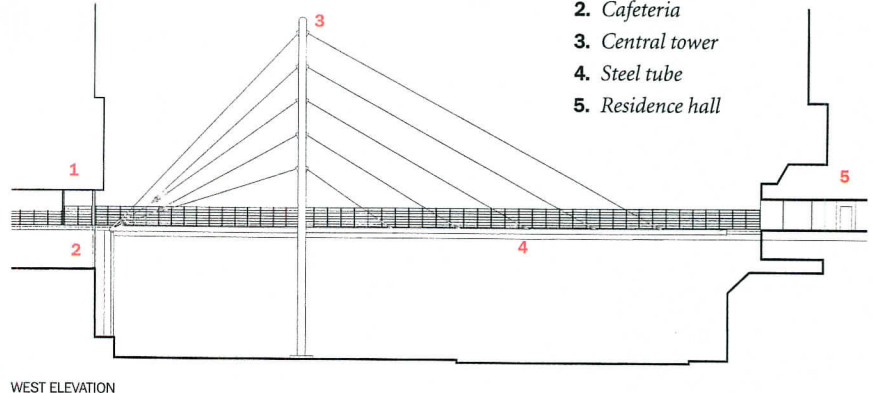 2. Cafeteria
3. Central tower
4. Steel tube
5. Residence hall
3
1
5
2
4
WEST ELEVATION